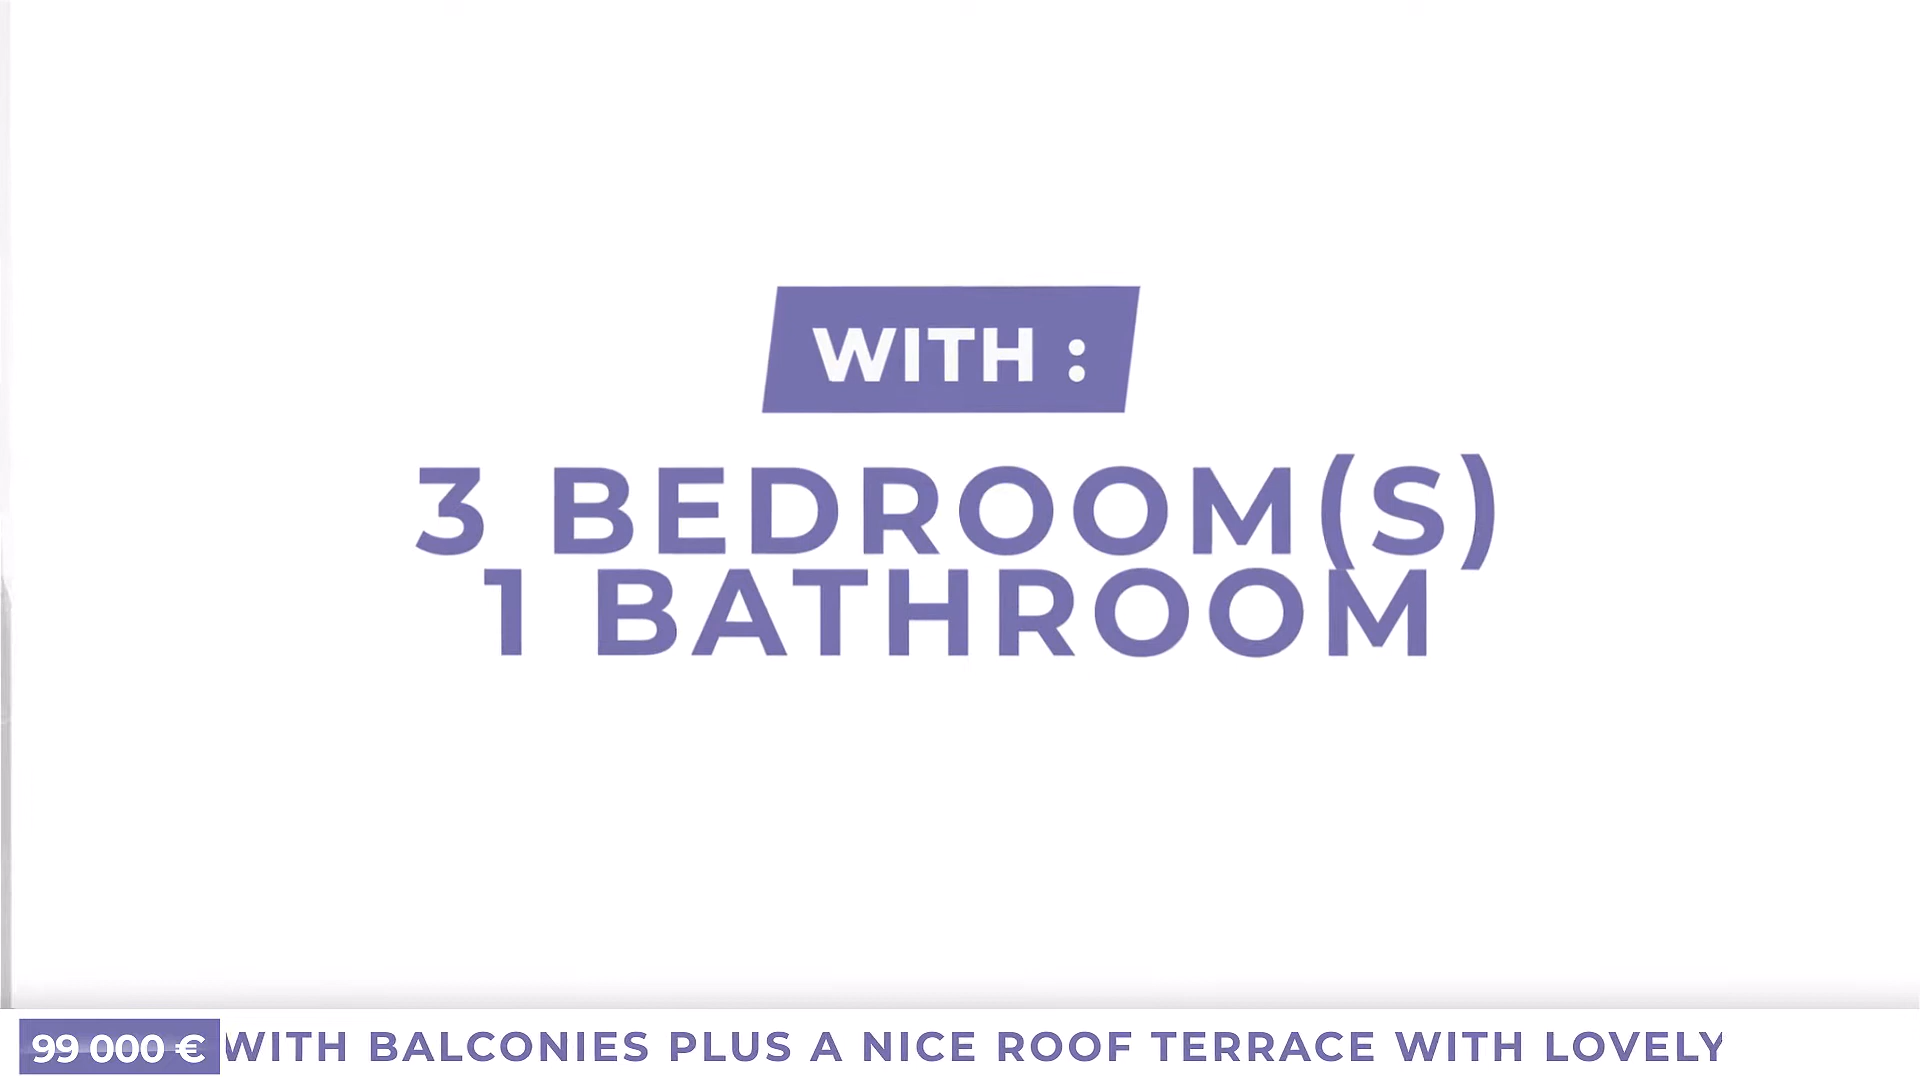 WITH :
3 BEDROOM(S)
1 BATHROOM
99 000 € WITH BALCONIES PLUS A NICE ROOF TERRACE WITH LOVELY